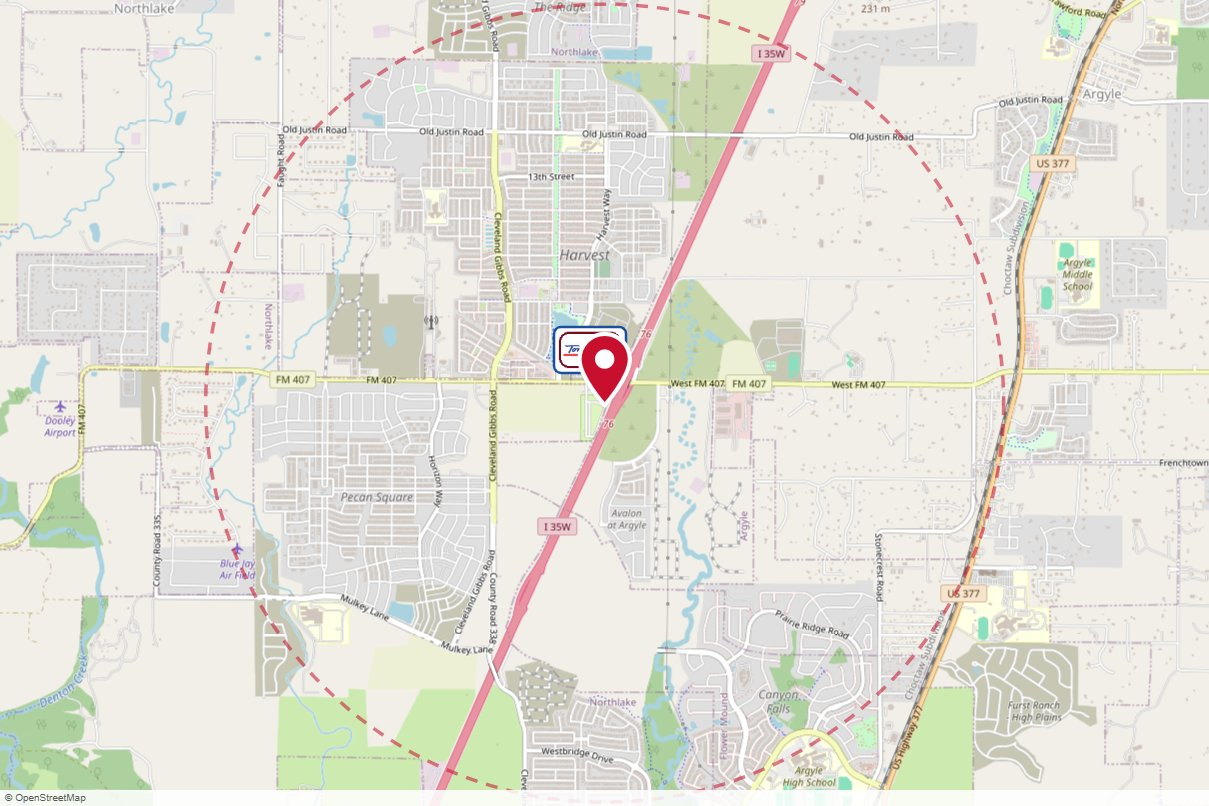 Northlake
The Ridge
231 m
Crawford Road
Cleveland Gibbs Road
Northlake
I 35W
Argyle
Old Justin Road
Old Justin Road
Old Justin Road
Old Justin Road
Old Justin Road
Faught Road
US 377
13th Street
Harvest Way
Choctaw Subdivision
Cleveland Gibbs Road
Harvest
Argyle
Middle
School
Northlake
76
FM 407
FM 407
West FM 407
FM 407
West FM 407
FM 407
Dooley
Airport
76
Cleveland Gibbs Road
Horizon Way
Frenchtown
Pecan Square
Avalon
at Argyle
I 35W
Argyle
County Road 335
Blue Jay
Air Field
Stonecrest Road
Cleveland Gibbs Road
County Road 338
US 377
Mulkey Lane
Mulkey Lane
Prairie Ridge Road
Choctaw Subdivision
Denton Creek
Northlake
Flower Mound
Canyon
Falls
Furst Ranch
- High Plains
US Highway 377
Westbridge Drive
Argyle
High School
© OpenStreetMap